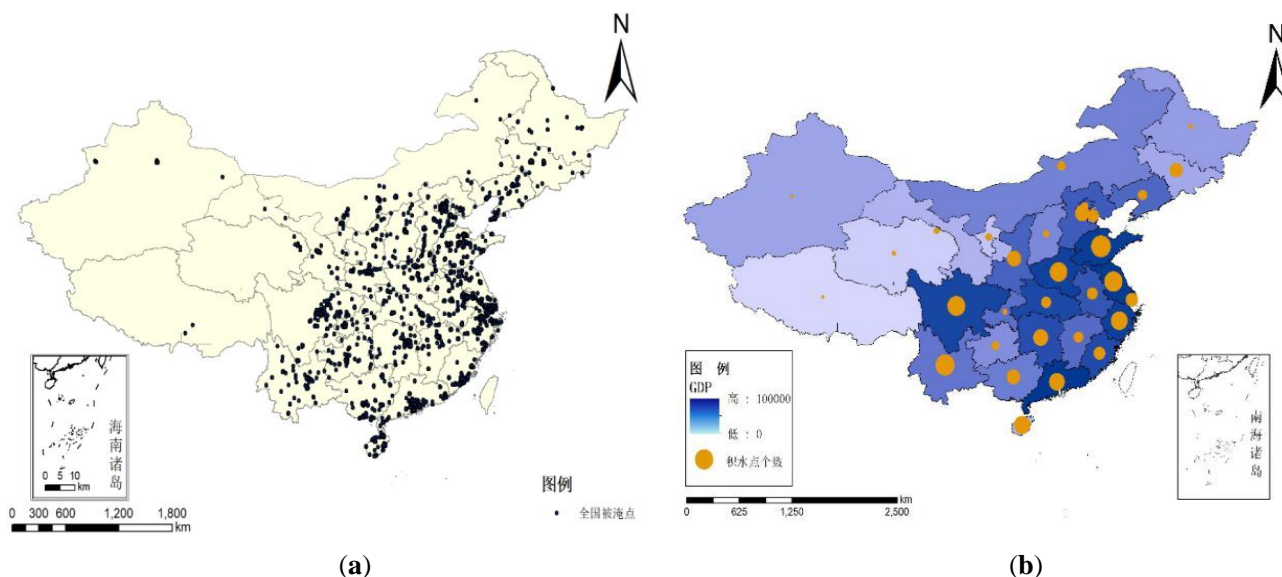 N
海南诸岛
0 5 10
km
0 300 600 1,200 1,800
km
图例
全国被淹点
(a)
N
图 例
GDP
高 : 100000
低 : 0
积水点个数
南海诸岛
km
0 625 1,250 2,500
(b)